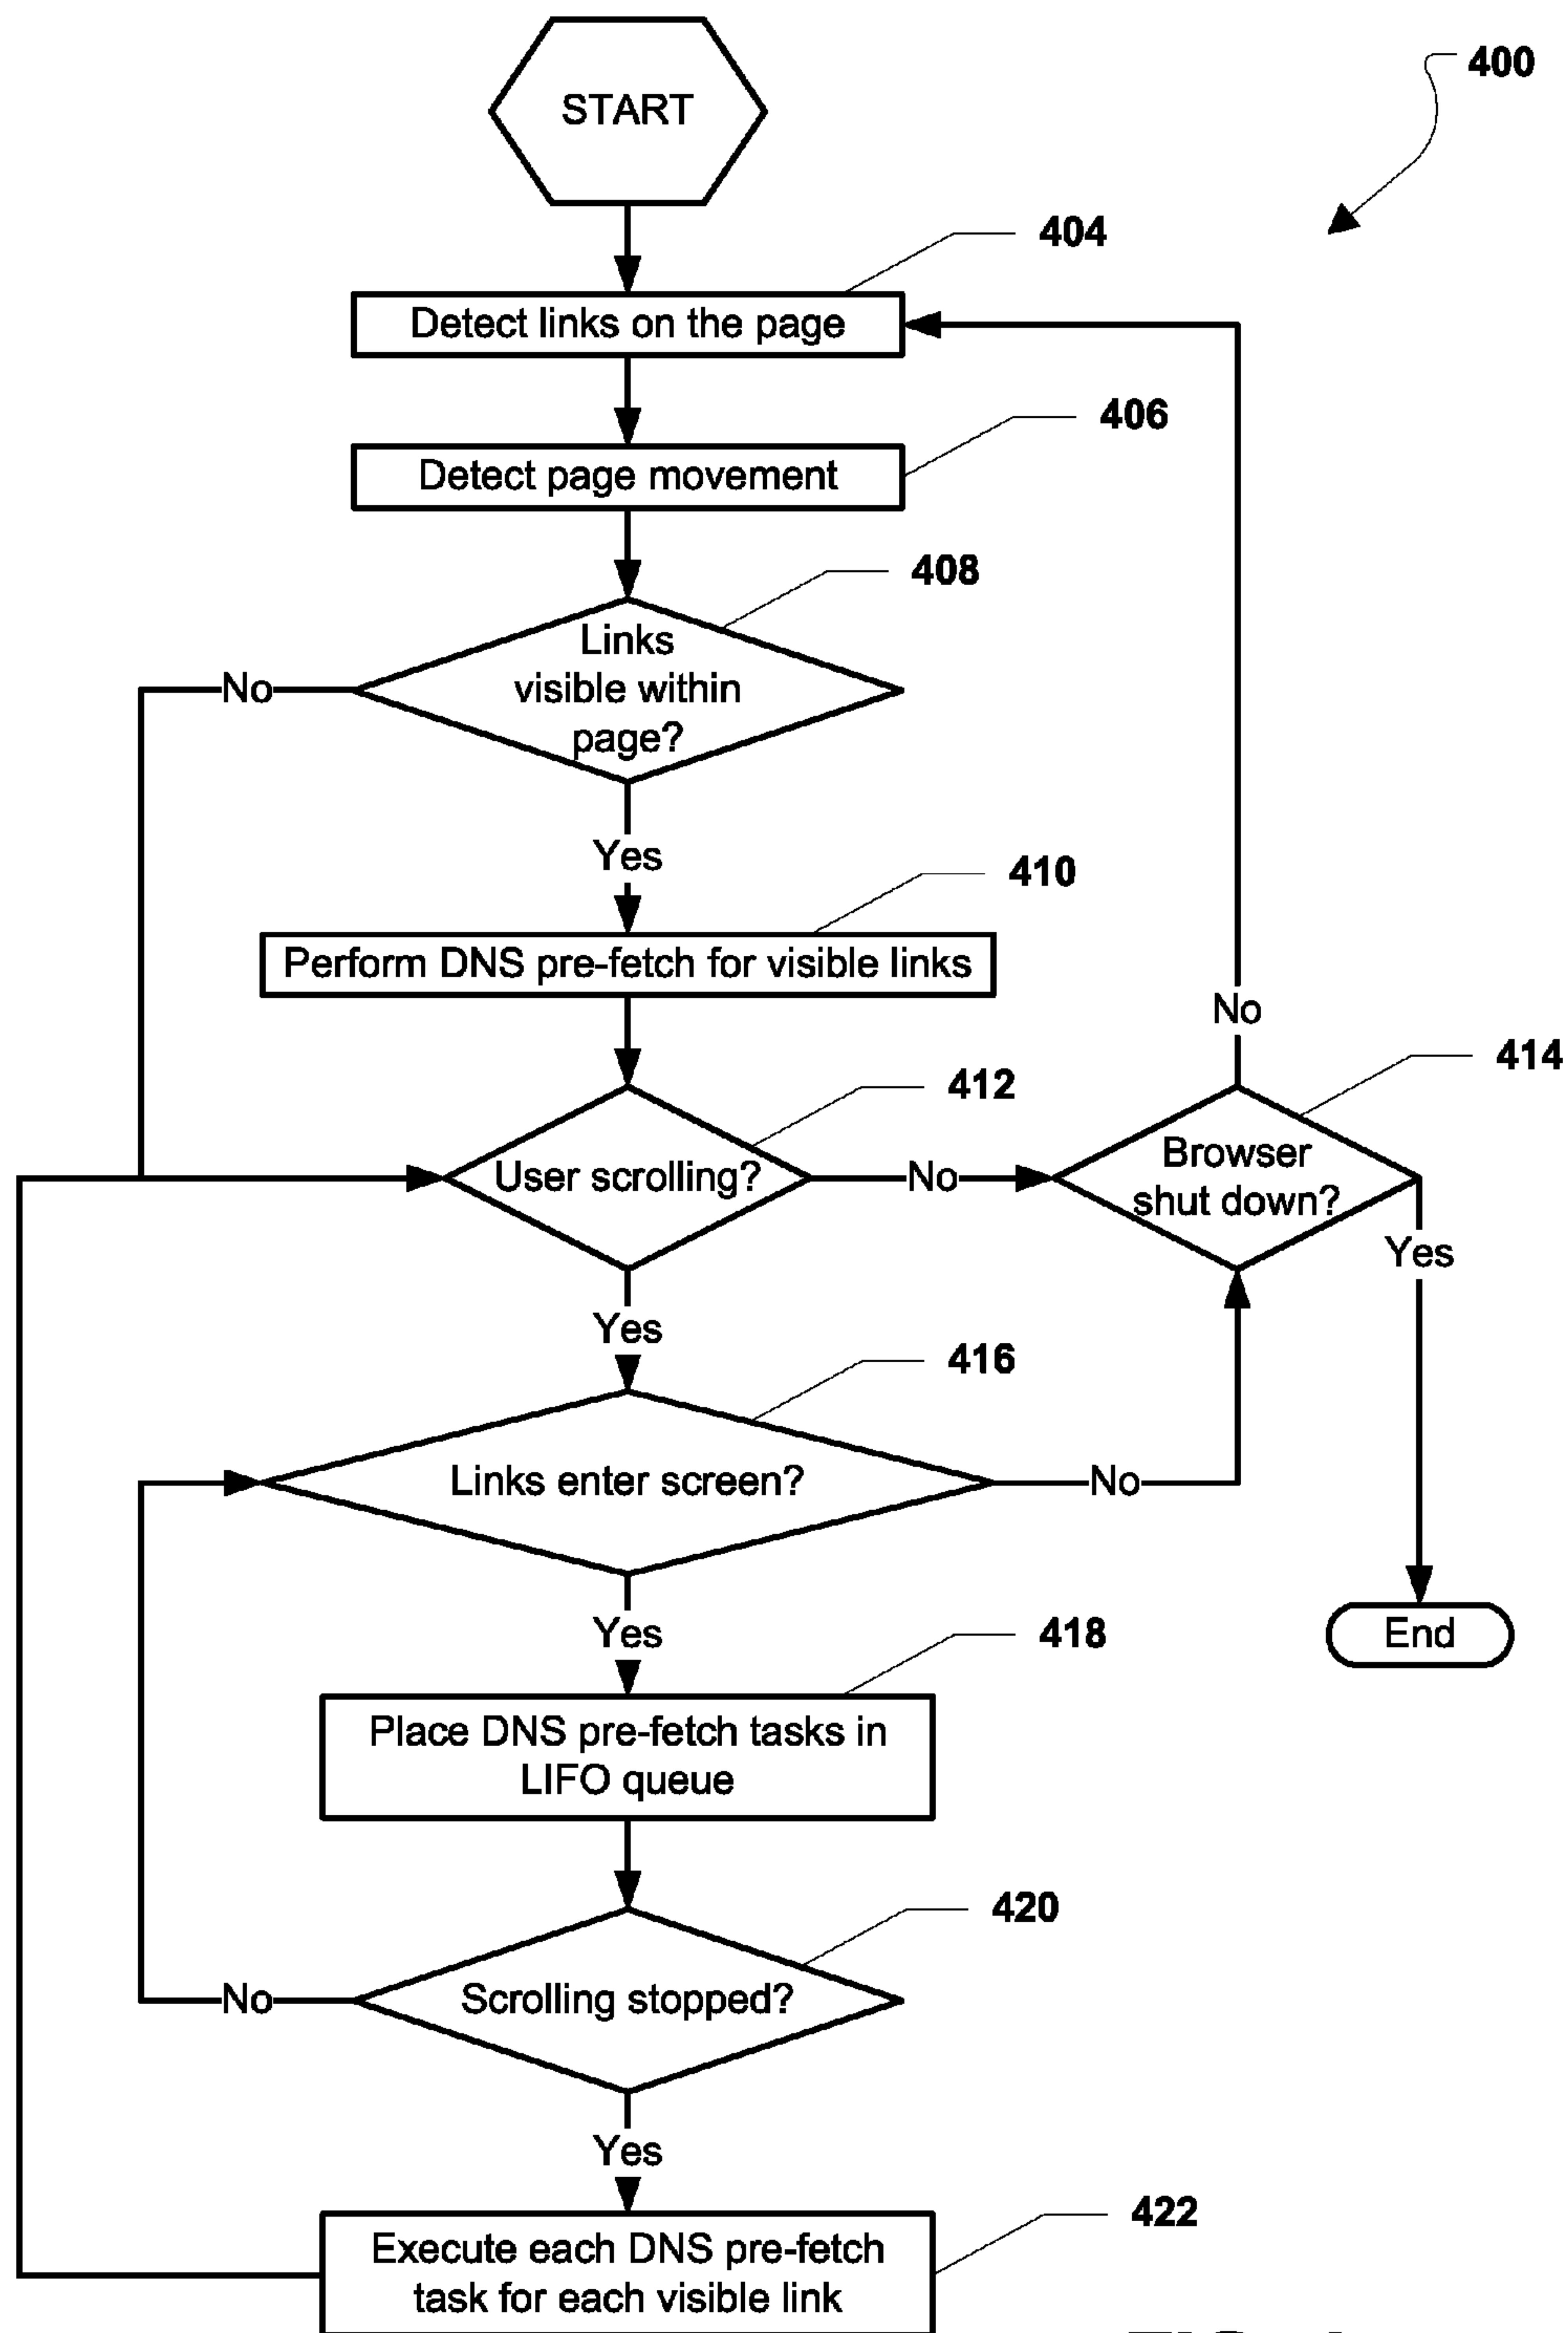 START
400
404
Detect links on the page
406
Detect page movement
408
Links
visible within
page?
No
Yes
410
Perform DNS pre-fetch for visible links
No
412
414
User scrolling?
No
Browser
shut down?
Yes
Yes
416
Links enter screen?
No
Yes
418
End
Place DNS pre-fetch tasks in
LIFO queue
420
Scrolling stopped?
No
Yes
422
Execute each DNS pre-fetch
task for each visible link